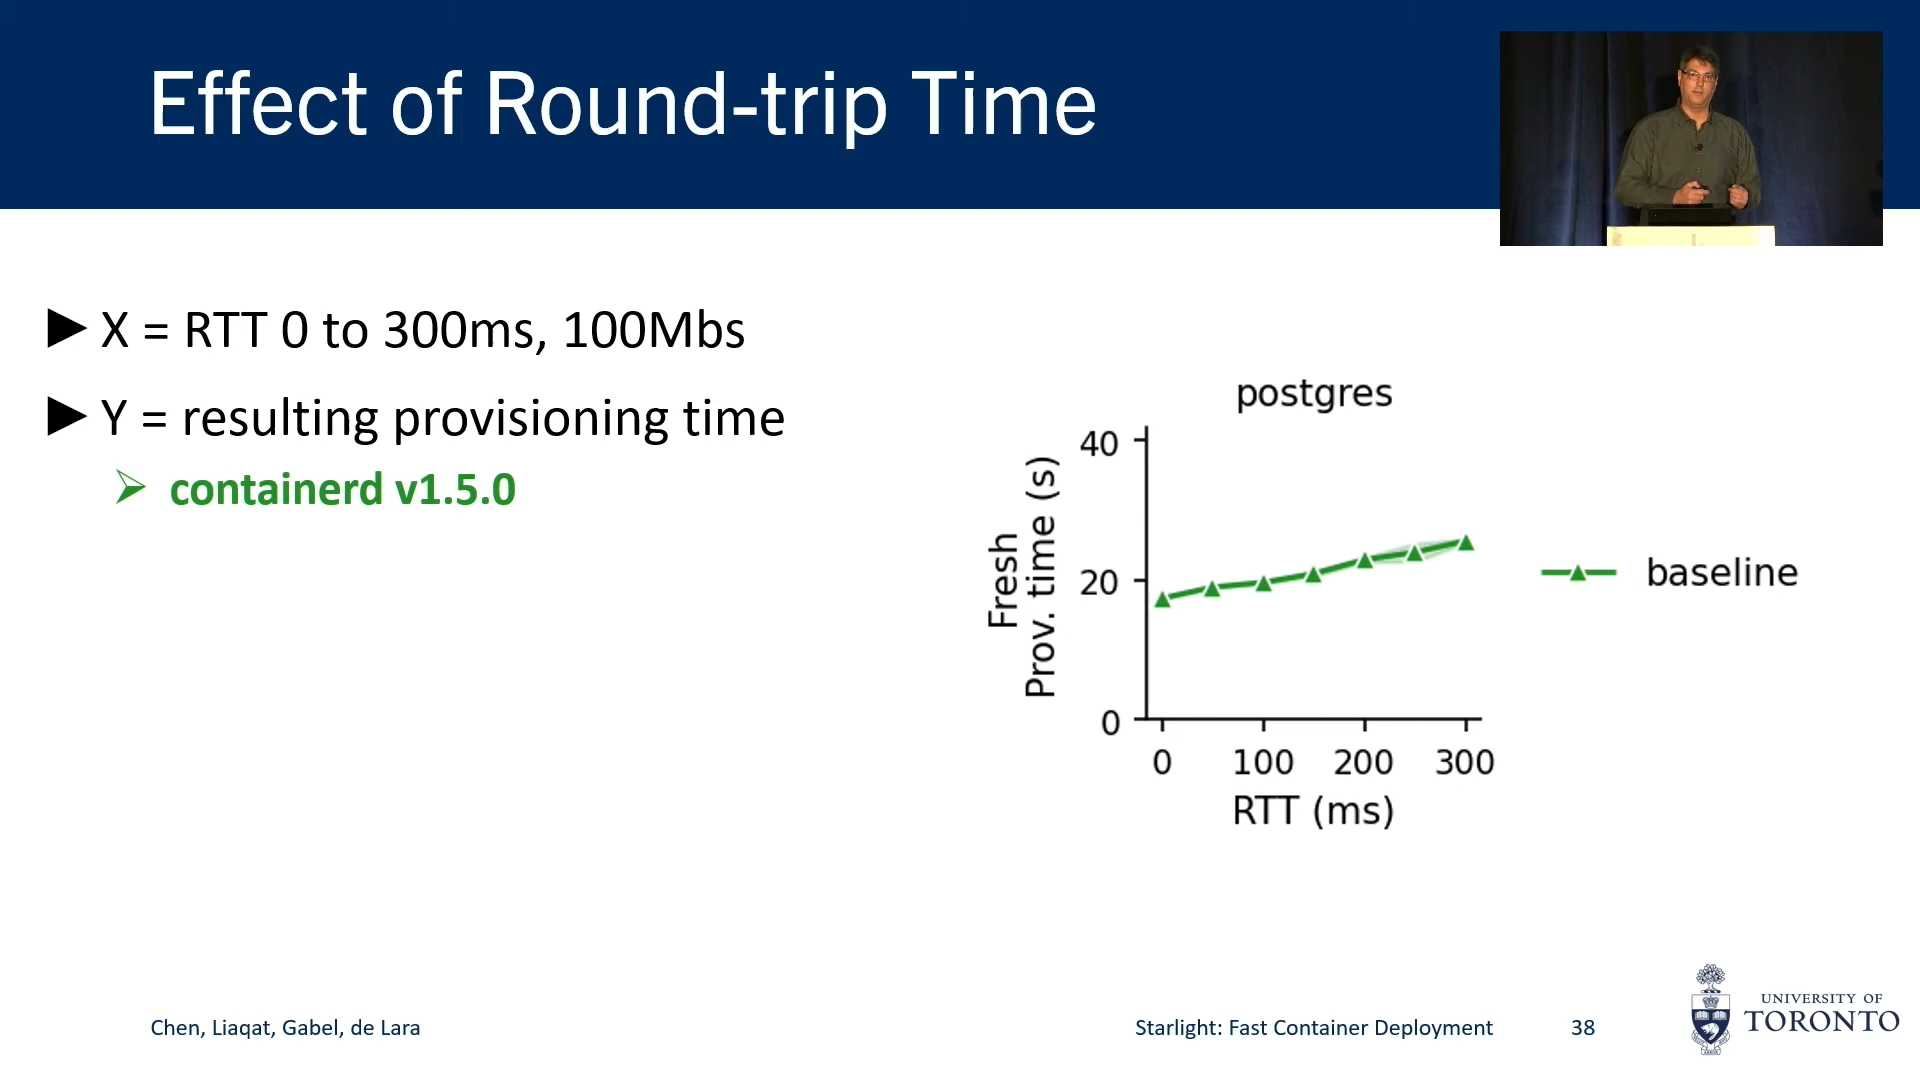 Effect of Round-trip Time
X = RTT 0 to 300ms, 100Mbs
Y = resulting provisioning time
containerd v1.5.0
postgres
Fresh
Prov. time (s)
40
20
0
0 100 200 300
RTT (ms)
baseline
Chen, Liaqat, Gabel, de Lara
Starlight: Fast Container Deployment
38
UNIVERSITY OF
TORONTO